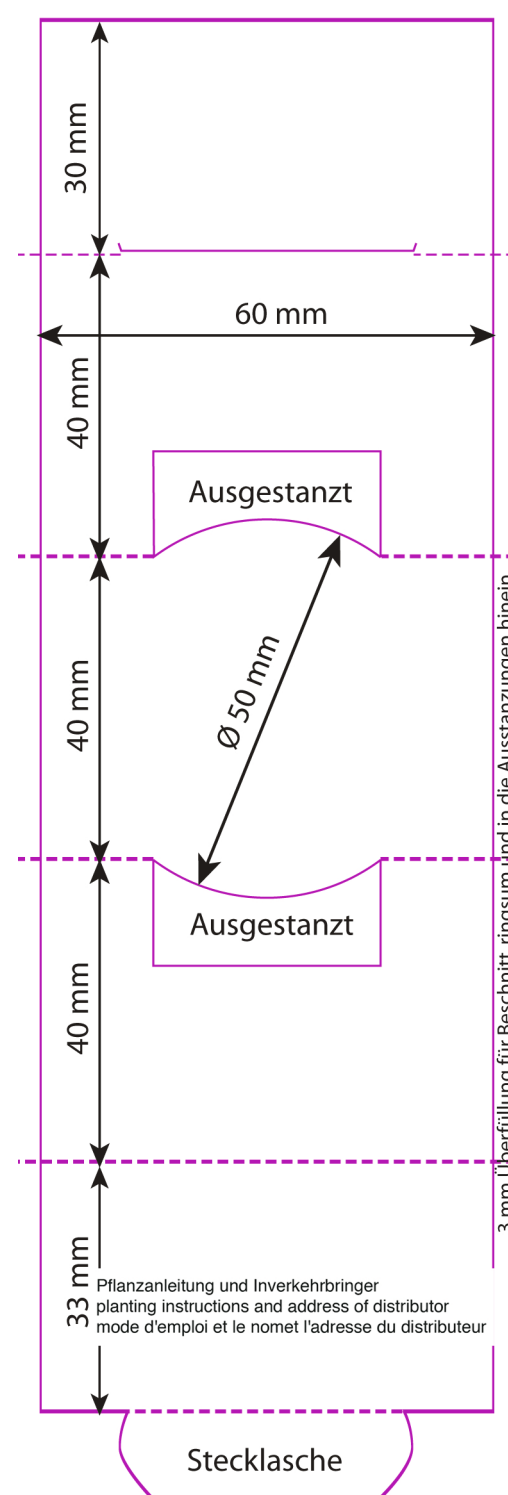 30 mm
60 mm
40 mm
Ausgestanzt
Ø 50 mm
40 mm
Ausgestanzt
40 mm
3 mm Überfüllung für Beschnitt, ringsum und in die Ausstanzungen hinein
33 mm
Pflanzanleitung und Inverkehrbringer
planting instructions and address of distributor
mode d'emploi et le nomet l'adresse du distributeur
Stecklasche